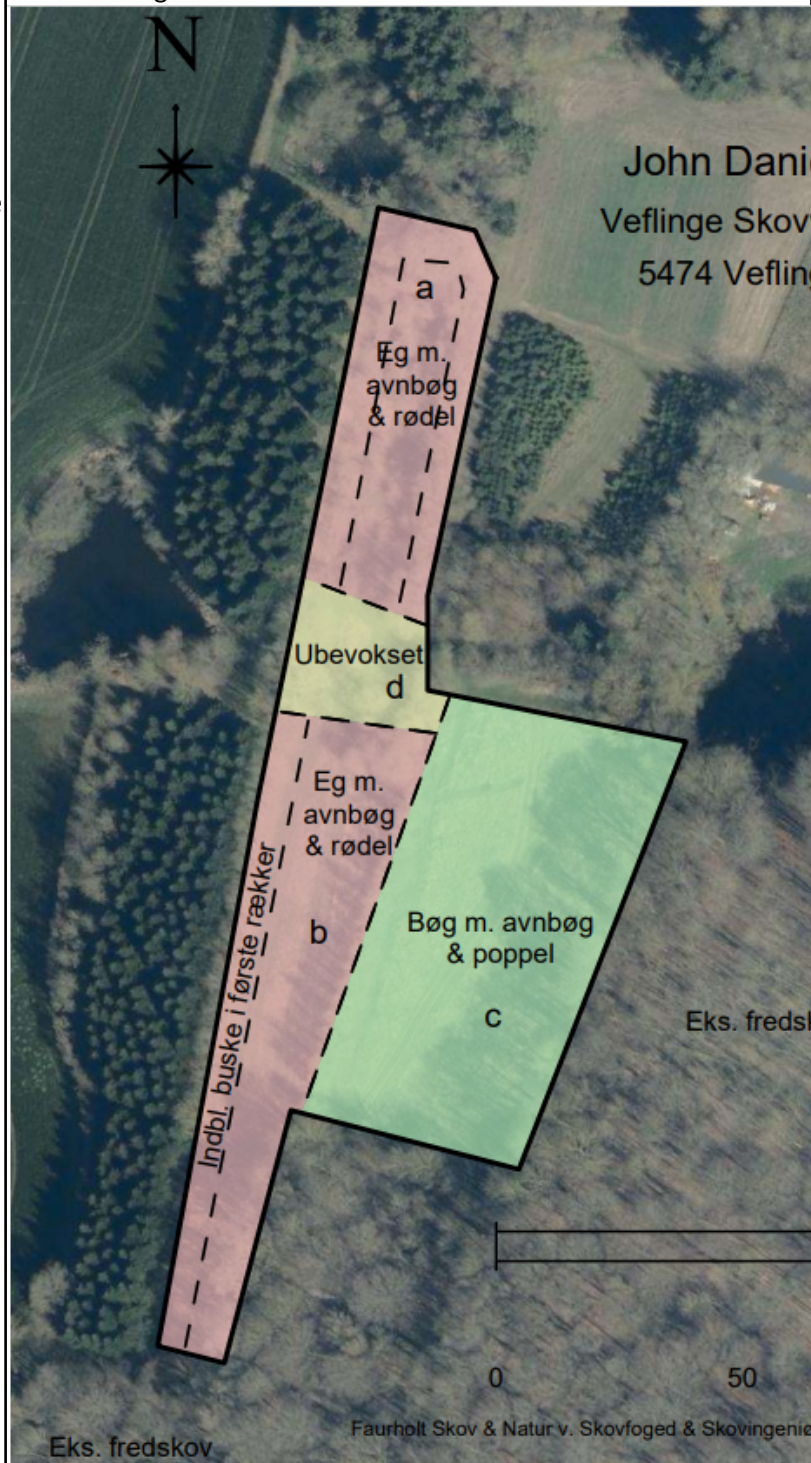 N
John Dani
Veflinge Skov
5474 Vefling
a
Eg m.
avnbøg
& rødel
Ubevokset
d
Eg m.
avnbøg
& rødel
b
Indbl. buske i første rækker
Bøg m. avnbøg
& poppel
c
Eks. fredsk
0 50
Faurholt Skov & Natur v. Skovfoged & Skovingeniø
Eks. fredskov